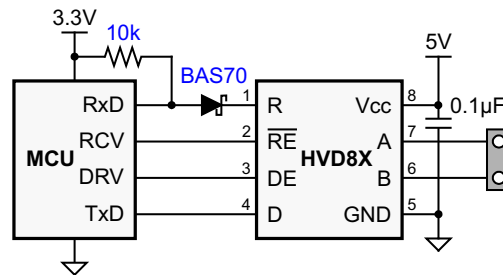 3.3V
10k
5V
BAS70
RxD
RCV
MCU
DRV
TxD
1
2
3
4
R
RE
DE
D
HVD8X
Vcc
A
B
GND
8
7
6
5
0.1µF